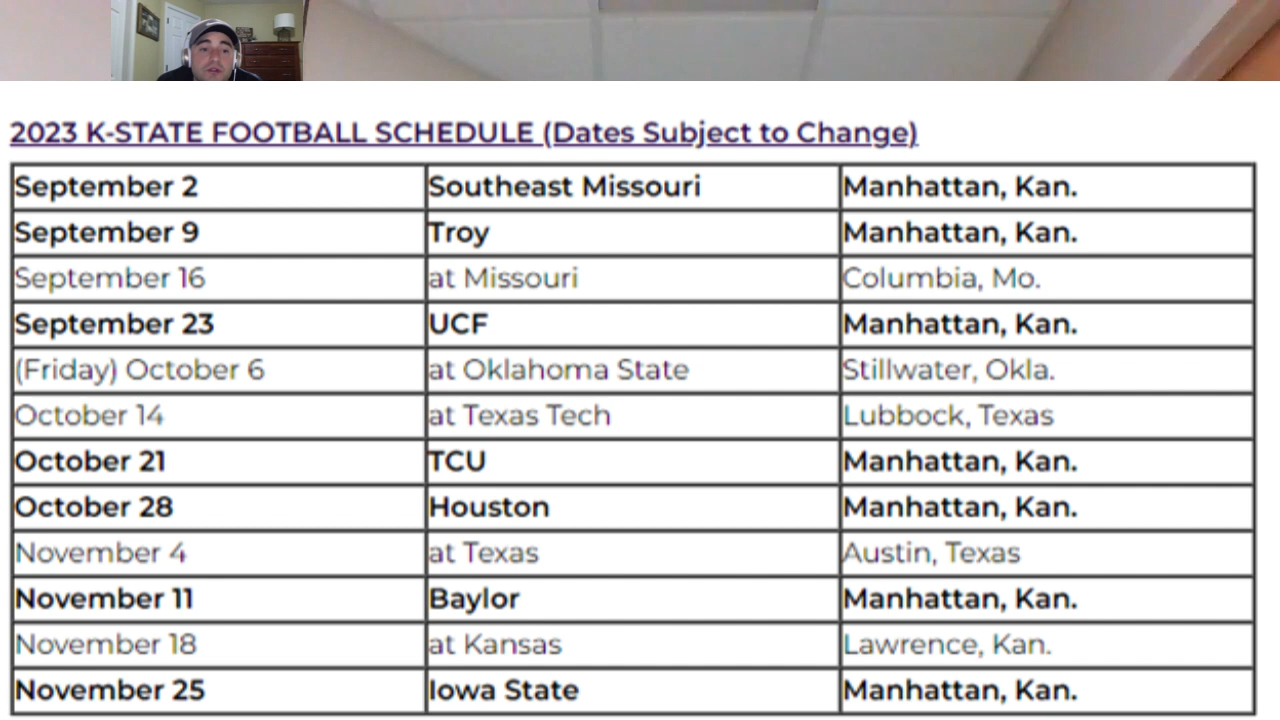 2023 K-STATE FOOTBALL SCHEDULE (Dates Subject to Change)
September 2 Southeast Missouri Manhattan, Kan.
September 9 Troy Manhattan, Kan.
September 16 at Missouri Columbia, Mo.
September 23 UCF Manhattan, Kan.
(Friday) October 6 at Oklahoma State Stillwater, Okla.
October 14 at Texas Tech Lubbock, Texas
October 21 TCU Manhattan, Kan.
October 28 Houston Manhattan, Kan.
November 4 at Texas Austin, Texas
November 11 Baylor Manhattan, Kan.
November 18 at Kansas Lawrence, Kan.
November 25 Iowa State Manhattan, Kan.